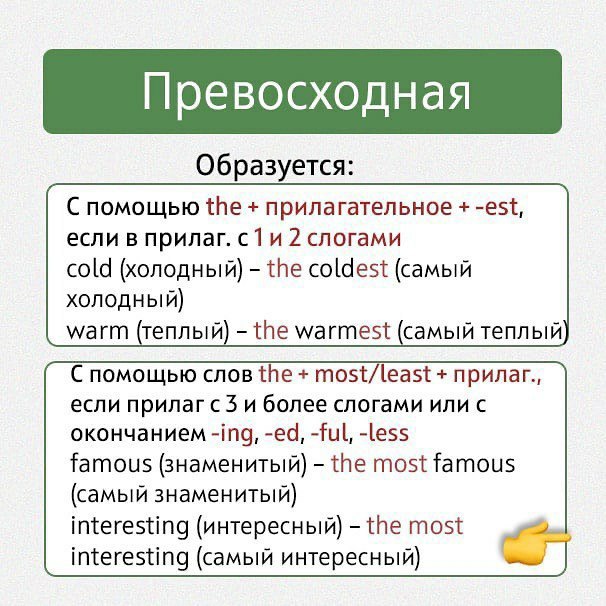 Превосходная
Образуется:
С помощью the + прилагательное + -est,
если в прилаг. с 1 и 2 слогами
cold (холодный) – the coldest (самый
холодный)
warm (теплый) – the warmest (самый теплый)
С помощью слов the + most/least + прилаг.,
если прилаг с 3 и более слогами или с
окончанием -ing, -ed, -ful, -less
famous (знаменитый) – the most famous
(самый знаменитый)
interesting (интересный) – the most
interesting (самый интересный)